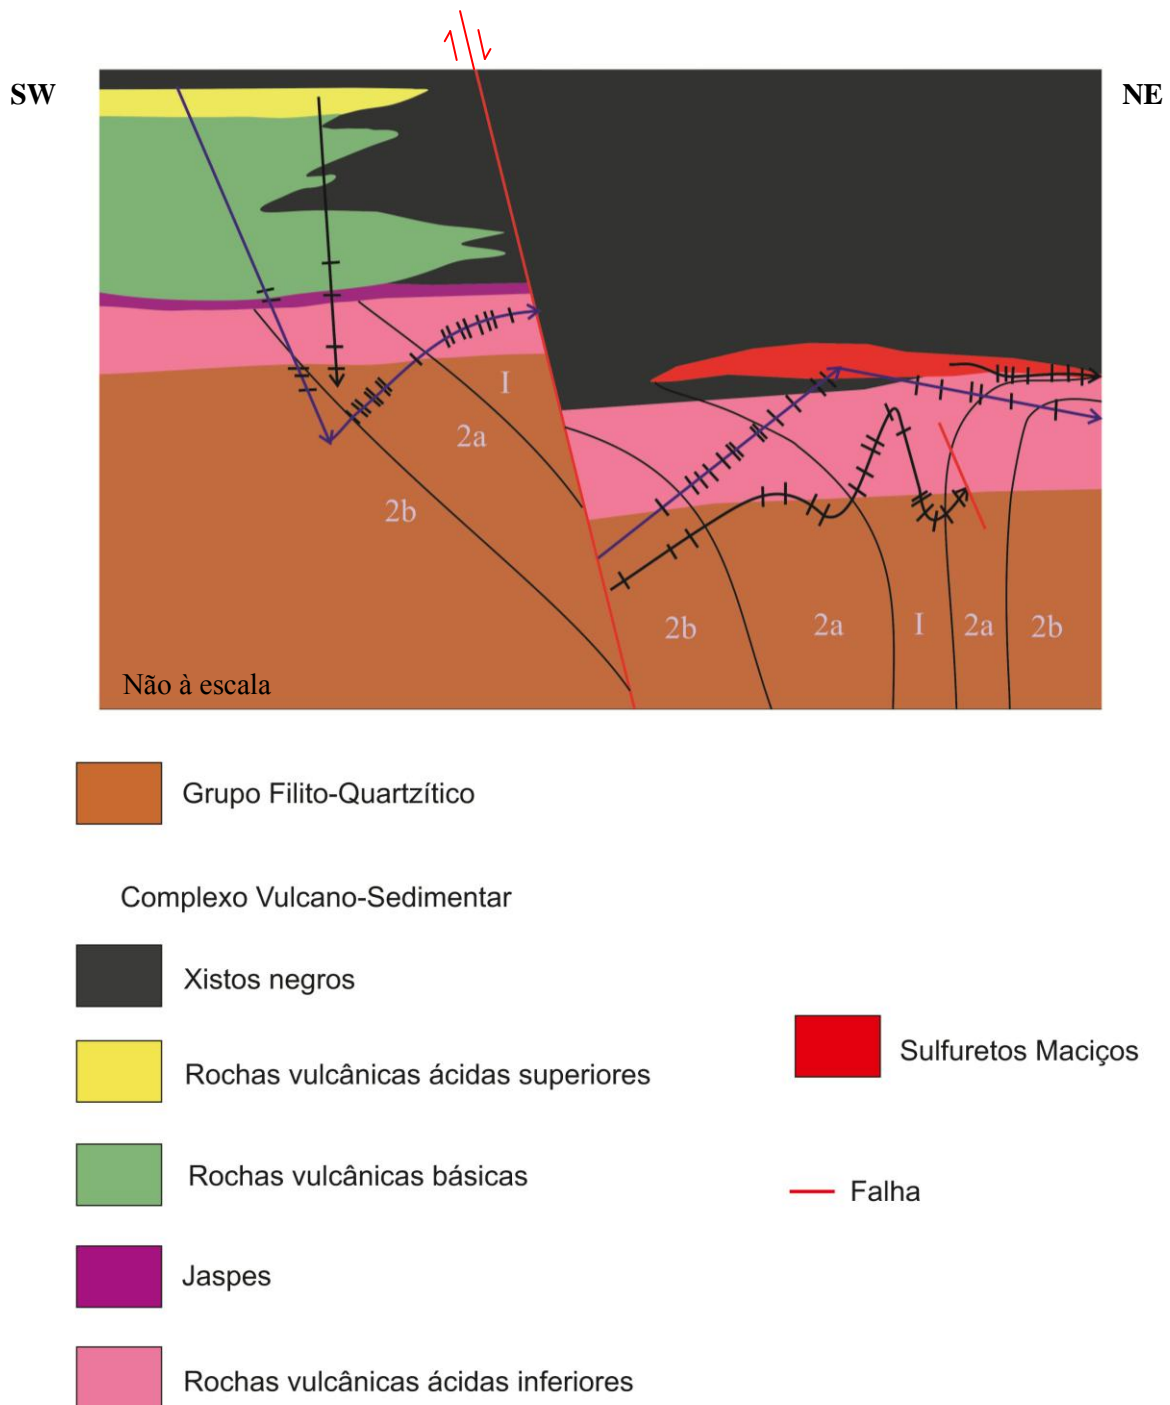 SW
NE
I
2a
2b
2b
2a
I
2a
2b
Não à escala
Grupo Filito-Quartzítico
Complexo Vulcano-Sedimentar
Xistos negros
Sulfuretos Maciços
Rochas vulcânicas ácidas superiores
Rochas vulcânicas básicas
Falha
Jaspes
Rochas vulcânicas ácidas inferiores